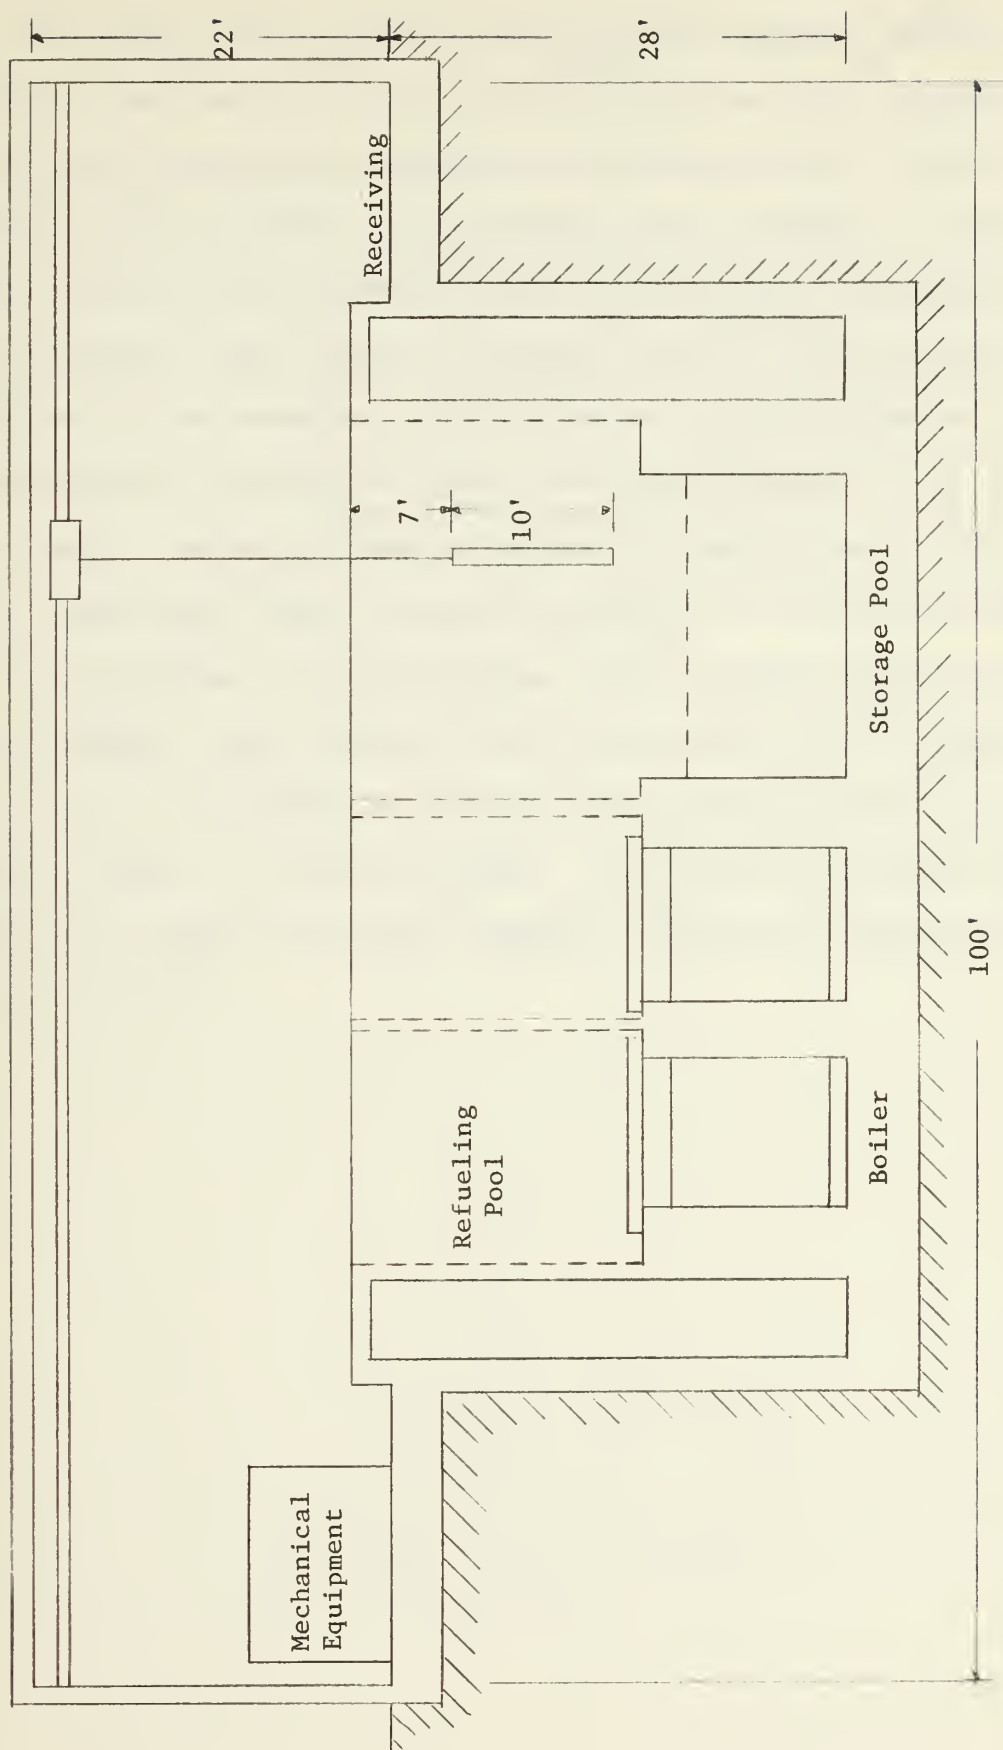 22'
28'
Receiving
7'
10'
Storage Pool
100'
Refueling
Pool
Boiler
Mechanical
Equipment